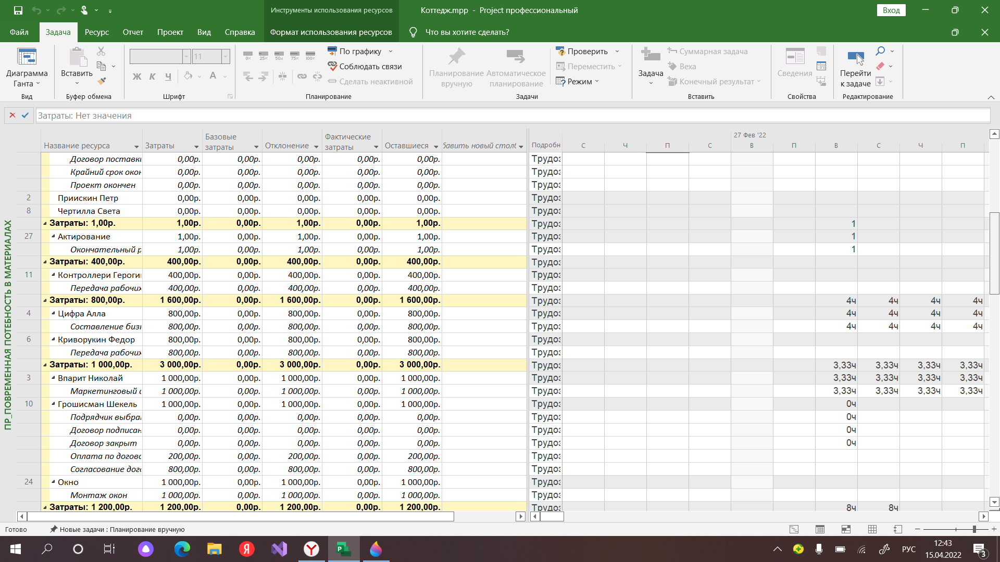 Инструменты использования ресурсов
Коттедж.mpp - Project профессиональный
Вход
Файл Задача Ресурс Отчет Проект Вид Справка Формат использования ресурсов Что вы хотите сделать?
Диаграмма Ганта
Вид
Вставить
Буфер обмена
11
Ж К Ч А
Шрифт
0% 25% 50% 75% 100%
По графику
Соблюдать связи
Сделать неактивной
Планирование
Планирование вручную
Автоматическое планирование
Проверить
Переместить
Режим
Задачи
Задача
Суммарная задача
Веха
Конечный результат
Вставить
Сведения
Свойства
Перейти к задаче
Редактирование
Затраты: Нет значения
ПР_ПОВРЕМЕННАЯ ПОТЕБНОСТЬ В МАТЕРИАЛАХ
27 Фев '22
Название ресурса Затраты Базовые затраты Отклонение Фактические затраты Оставшиеся бавить новый столб Подробн С Ч П С В П В С Ч П
Договор поставки 0,00р. 0,00р. 0,00р. 0,00р. 0,00р. Трудоз
Крайний срок окон 0,00р. 0,00р. 0,00р. 0,00р. 0,00р. Трудоз
Проект окончен 0,00р. 0,00р. 0,00р. 0,00р. 0,00р. Трудоз
2 Приискин Петр 0,00р. 0,00р. 0,00р. 0,00р. 0,00р. Трудоз
8 Чертилла Света 0,00р. 0,00р. 0,00р. 0,00р. 0,00р. Трудоз
Затраты: 1,00р. 1,00р. 0,00р. 1,00р. 0,00р. 1,00р. Трудоз 1
27 Актирование 1,00р. 0,00р. 1,00р. 0,00р. 1,00р. Трудоз 1
Окончательный р 1,00р. 0,00р. 1,00р. 0,00р. 1,00р. Трудоз 1
Затраты: 400,00р. 400,00р. 0,00р. 400,00р. 0,00р. 400,00р. Трудоз
11 Контроллери Героги 400,00р. 0,00р. 400,00р. 0,00р. 400,00р. Трудоз
Передача рабочих 400,00р. 0,00р. 400,00р. 0,00р. 400,00р. Трудоз
Затраты: 800,00р. 1 600,00р. 0,00р. 1 600,00р. 0,00р. 1 600,00р. Трудоз 4ч 4ч 4ч 4ч
4 Цифра Алла 800,00р. 0,00р. 800,00р. 0,00р. 800,00р. Трудоз 4ч 4ч 4ч 4ч
Составление бизн 800,00р. 0,00р. 800,00р. 0,00р. 800,00р. Трудоз 4ч 4ч 4ч 4ч
6 Криворукин Федор 800,00р. 0,00р. 800,00р. 0,00р. 800,00р. Трудоз
Передача рабочих 800,00р. 0,00р. 800,00р. 0,00р. 800,00р. Трудоз
Затраты: 1 000,00р. 3 000,00р. 0,00р. 3 000,00р. 0,00р. 3 000,00р. Трудоз 3,33ч 3,33ч 3,33ч 3,33ч
3 Впарит Николай 1 000,00р. 0,00р. 1 000,00р. 0,00р. 1 000,00р. Трудоз 3,33ч 3,33ч 3,33ч 3,33ч
Маркетинговый а 1 000,00р. 0,00р. 1 000,00р. 0,00р. 1 000,00р. Трудоз 3,33ч 3,33ч 3,33ч 3,33ч
10 Грошисман Шекель 1 000,00р. 0,00р. 1 000,00р. 0,00р. 1 000,00р. Трудоз 0ч
Подрядчик выбран 0,00р. 0,00р. 0,00р. 0,00р. 0,00р. Трудоз 0ч
Договор подписан 0,00р. 0,00р. 0,00р. 0,00р. 0,00р. Трудоз 0ч
Договор закрыт 0,00р. 0,00р. 0,00р. 0,00р. 0,00р. Трудоз 0ч
Оплата по догово 200,00р. 0,00р. 200,00р. 0,00р. 200,00р. Трудоз
Согласование дого 800,00р. 0,00р. 800,00р. 0,00р. 800,00р. Трудоз
24 Окно 1 000,00р. 0,00р. 1 000,00р. 0,00р. 1 000,00р. Трудоз
Монтаж окон 1 000,00р. 0,00р. 1 000,00р. 0,00р. 1 000,00р. Трудоз
Затраты: 1 200,00р. 1 200,00р. 0,00р. 1 200,00р. 0,00р. 1 200,00р. Трудоз 8ч 8ч
Готово Новые задачи : Планирование вручную
РУС 12:43
15.04.2022
3